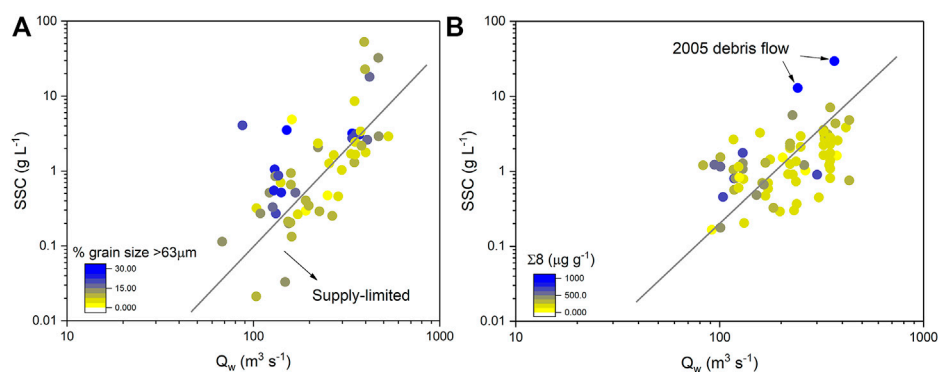 A
SSC (g L⁻¹)
100
10
1
0.1
0.01
% grain size >63μm
30.00
15.00
0.000
Supply-limited
10
100
1000
Qw (m³ s⁻¹)
B
SSC (g L⁻¹)
100
10
1
0.1
0.01
2005 debris flow
Σ8 (μg g⁻¹)
1000
500.0
0.000
10
100
1000
Qw (m³ s⁻¹)